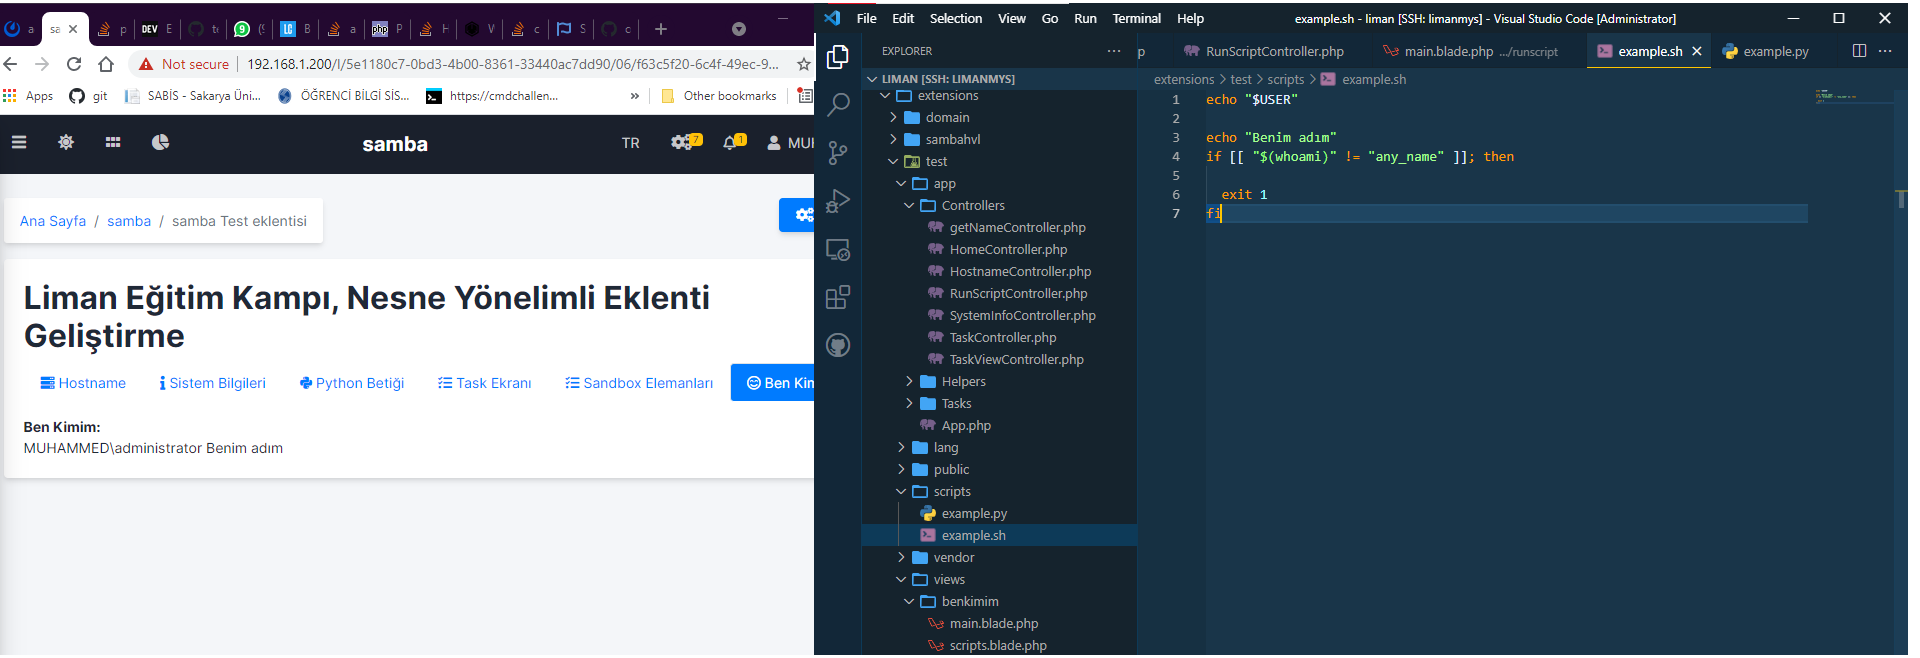 a
sa
p
DEV
E
to
(9
LC
B
a
php
P
H
V
c
S
c
Not secure
192.168.1.200/l/5e1180c7-0bd3-4b00-8361-33440ac7dd90/06/f63c5f20-6c4f-49ec-9...
Apps
git
SABİS - Sakarya Üni...
ÖĞRENCİ BİLGİ SİS...
https://cmdchallen...
»
Other bookmarks
samba
TR
7
1
MUH
Ana Sayfa / samba / samba Test eklentisi
Liman Eğitim Kampı, Nesne Yönelimli Eklenti
Geliştirme
Hostname
Sistem Bilgileri
Python Betiği
Task Ekranı
Sandbox Elemanları
Ben Kim
Ben Kimim:
MUHAMMED\administrator Benim adım
File Edit Selection View Go Run Terminal Help
example.sh - liman [SSH: limanmys] - Visual Studio Code [Administrator]
EXPLORER
LIMAN [SSH: LIMANMYS]
extensions
domain
sambahvl
test
app
Controllers
getNameController.php
HomeController.php
HostnameController.php
RunScriptController.php
SystemInfoController.php
TaskController.php
TaskViewController.php
Helpers
Tasks
App.php
lang
public
scripts
example.py
example.sh
vendor
views
benkimim
main.blade.php
scripts.blade.php
p
RunScriptController.php
main.blade.php .../runscript
example.sh
example.py
extensions > test > scripts > example.sh
1 echo "$USER"
2
3 echo "Benim adım"
4 if [[ "$(whoami)" != "any_name" ]]; then
5
6 exit 1
7 fi